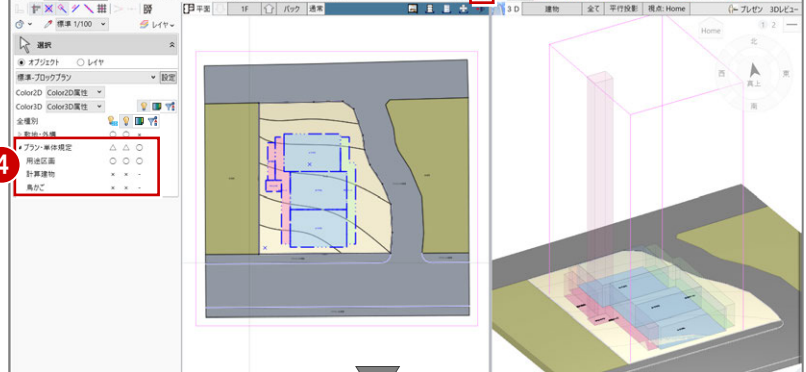 平面 1F バック 通常
3D 建物 全て 平行投影 視点: Home プレゼン 3Dレビュー
標準 1/100 レイヤ
選択
オブジェクト レイヤ
標準-ブロックプラン 設定
Color2D Color2D属性
Color3D Color3D属性
全種別
敷地・外構
プラン・単体規定
用途区画
計算建物
鳥かご
4
Home
1 2
北
西 真上 東
南